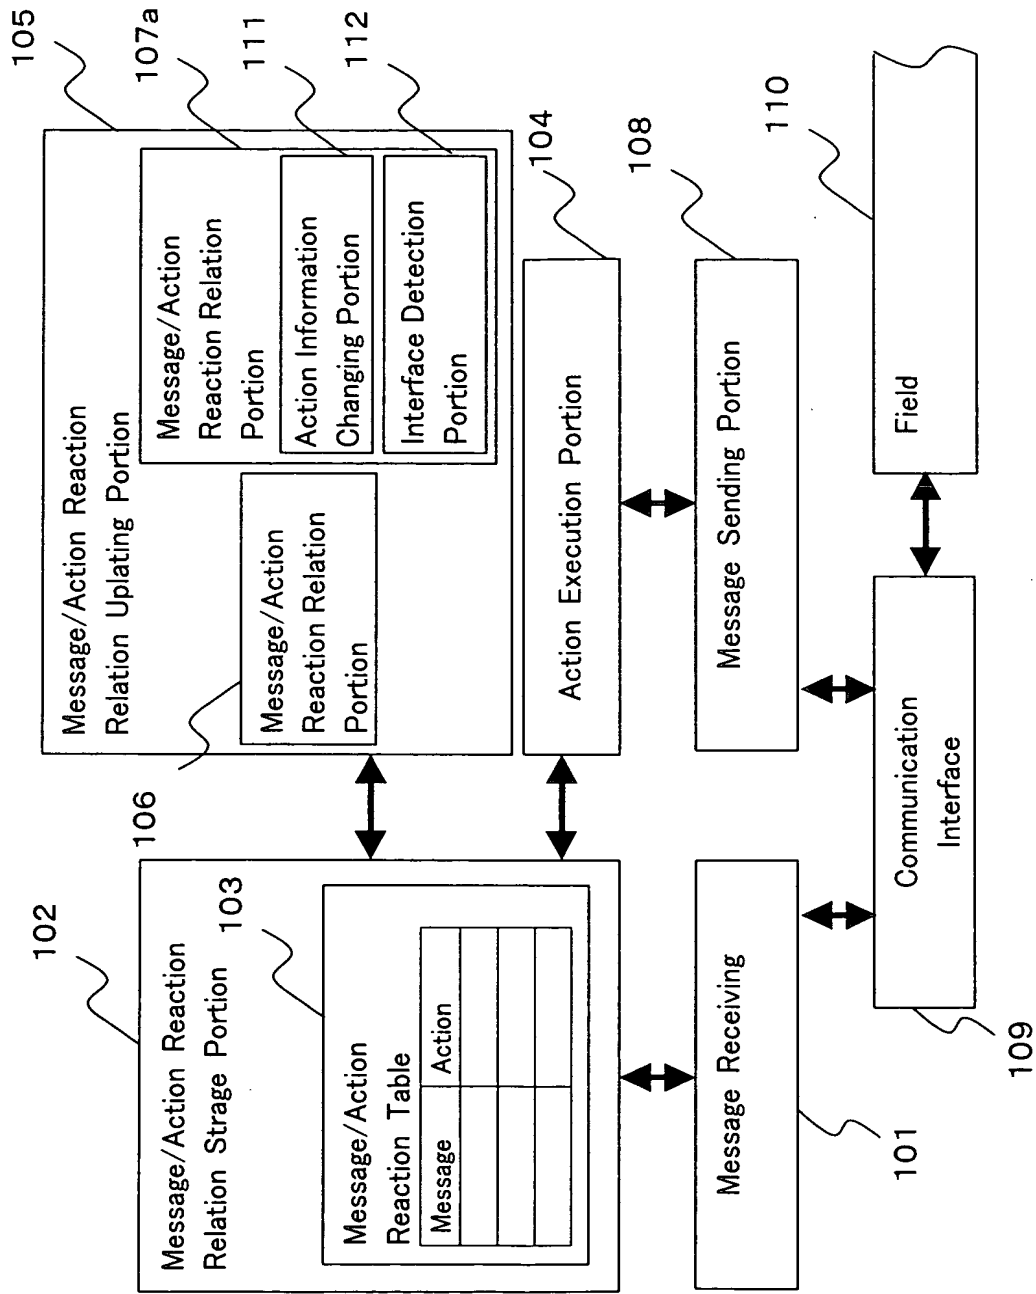 102
Message/Action Reaction
Relation Strage Portion
103
Message/Action
Reaction Table
Message
Action
106
105
Message/Action Reaction
Relation Uplating Portion
Message/Action
Reaction Relation
Portion
107a
Message/Action
Reaction Relation
Portion
111
Action Information
Changing Portion
112
Interface Detection
Portion
104
Action Execution Portion
Message Receiving
101
108
Message Sending Portion
Communication
Interface
109
110
Field